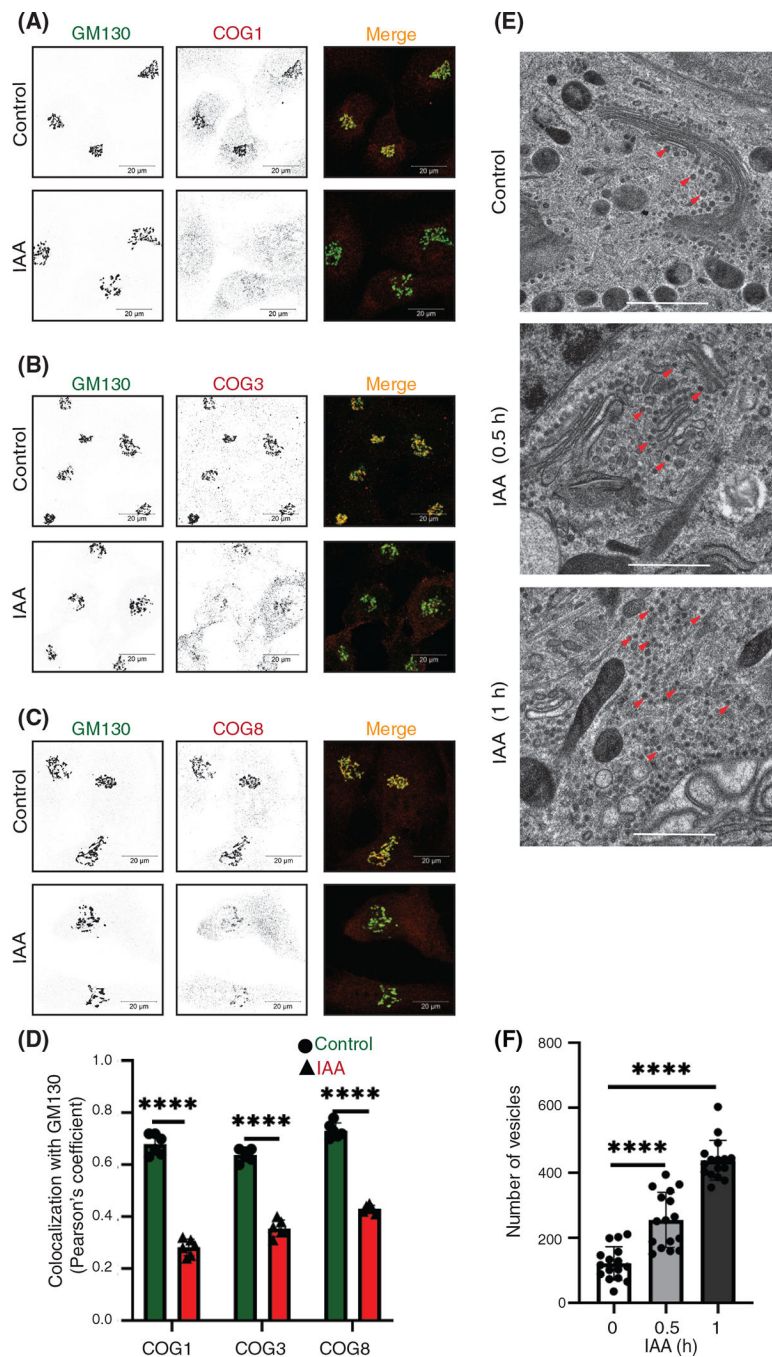 (A)
GM130 COG1 Merge
Control
20 µm 20 µm 20 µm
IAA
20 µm 20 µm 20 µm
(B)
GM130 COG3 Merge
Control
20 µm 20 µm 20 µm
IAA
20 µm 20 µm 20 µm
(C)
GM130 COG8 Merge
Control
20 µm 20 µm 20 µm
IAA
20 µm 20 µm 20 µm
(D)
Control
IAA
Colocalization with GM130
(Pearson's coefficient)
1.0
0.8
0.6
0.4
0.2
0.0
**** **** ****
COG1 COG3 COG8
(E)
Control
IAA (0.5 h)
IAA (1 h)
(F)
Number of vesicles
800
600
400
200
0
****
****
0 0.5 1
IAA (h)